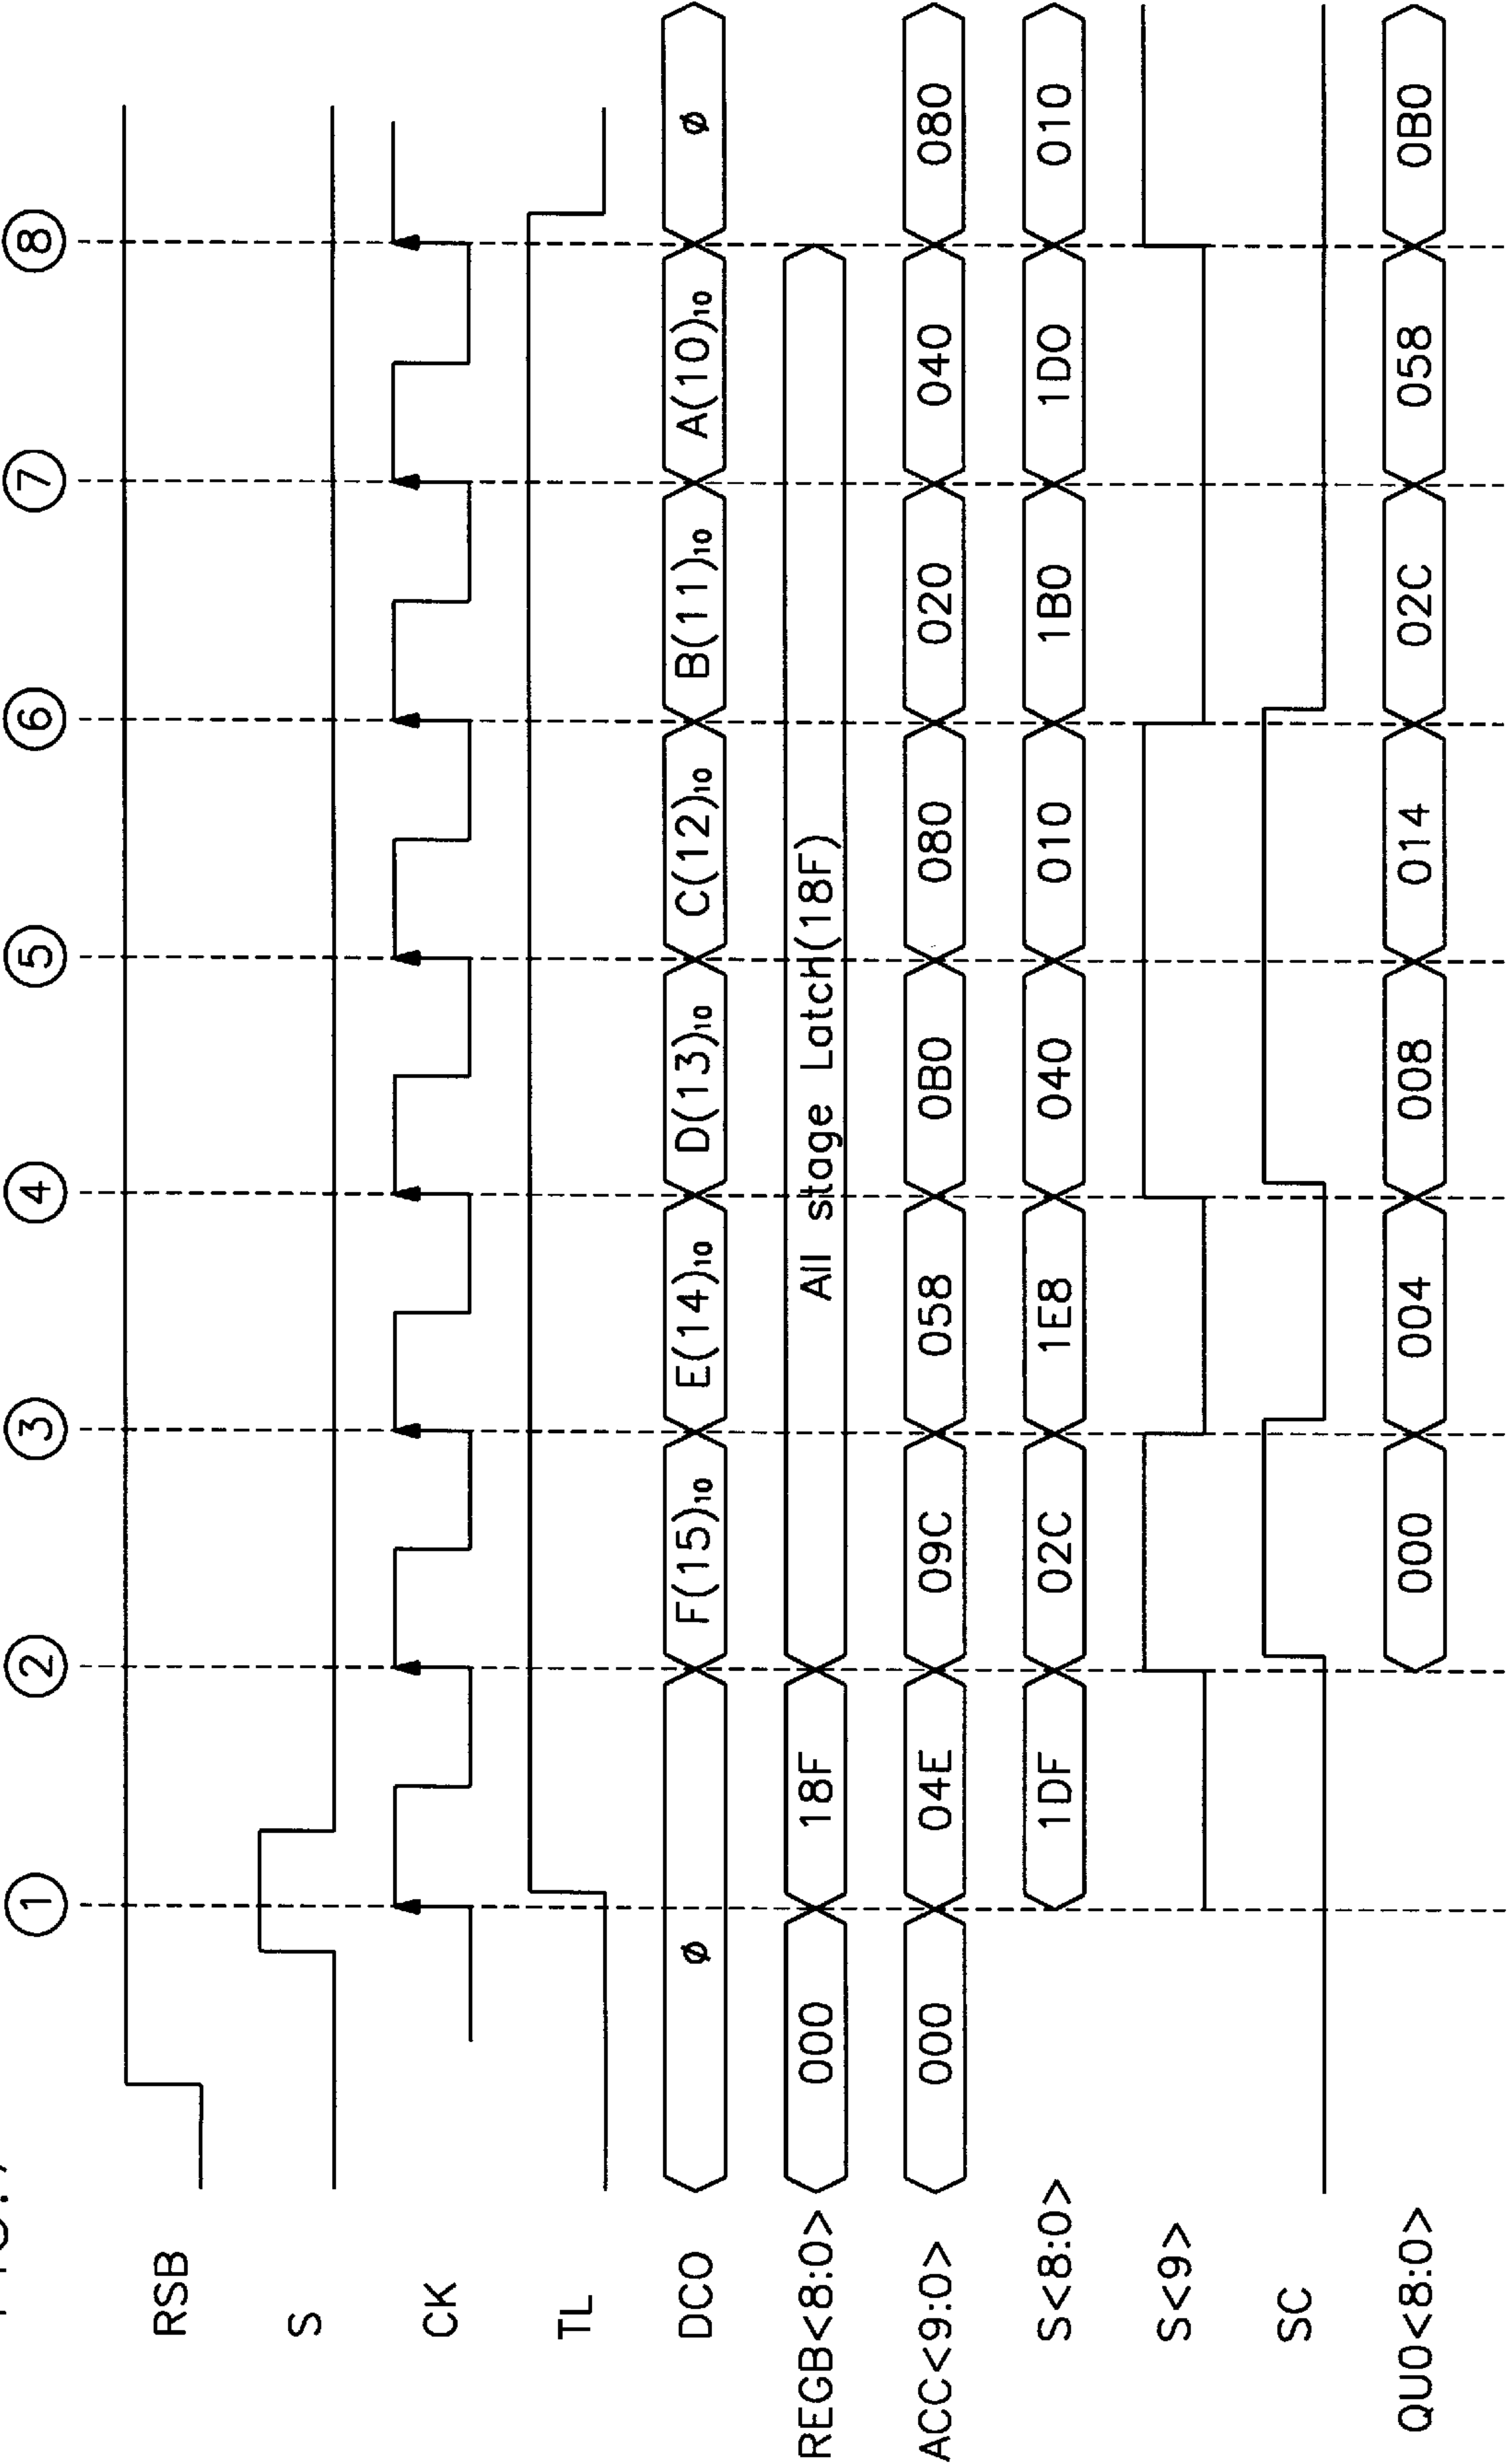 ① ② ③ ④ ⑤ ⑥ ⑦ ⑧
RSB
S
CK
TL
DCO ø F(15)₁₀ E(14)₁₀ D(13)₁₀ C(12)₁₀ B(11)₁₀ A(10)₁₀ ø
REGB<8:0> 000 18F All stage Latch(18F)
ACC<9:0> 000 04E 09C 058 0B0 080 020 040 080
S<8:0> 1DF 02C 1E8 040 010 1B0 1D0 010
S<9>
SC
QU0<8:0> 000 004 008 014 02C 058 0B0